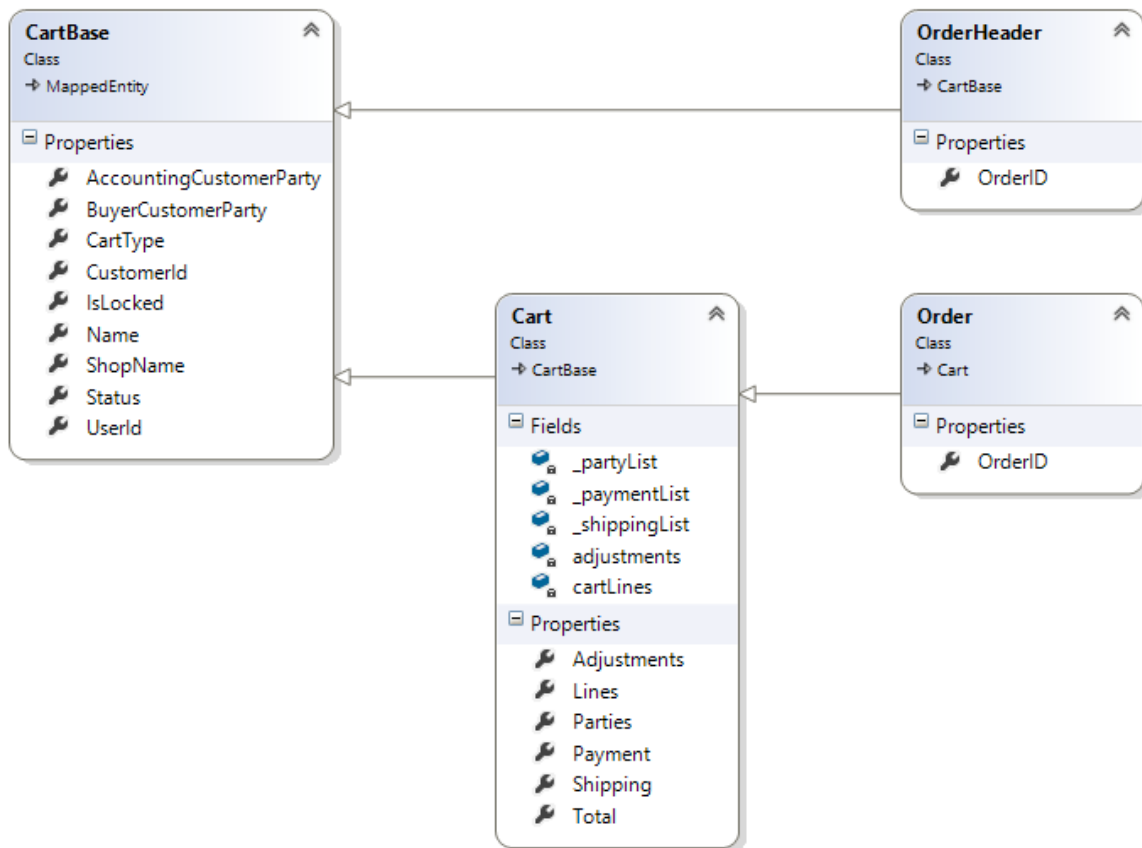 CartBase
Class
MappedEntity
Properties
AccountingCustomerParty
BuyerCustomerParty
CartType
CustomerId
IsLocked
Name
ShopName
Status
UserId
OrderHeader
Class
CartBase
Properties
OrderID
Cart
Class
CartBase
Fields
_partyList
_paymentList
_shippingList
adjustments
cartLines
Properties
Adjustments
Lines
Parties
Payment
Shipping
Total
Order
Class
Cart
Properties
OrderID